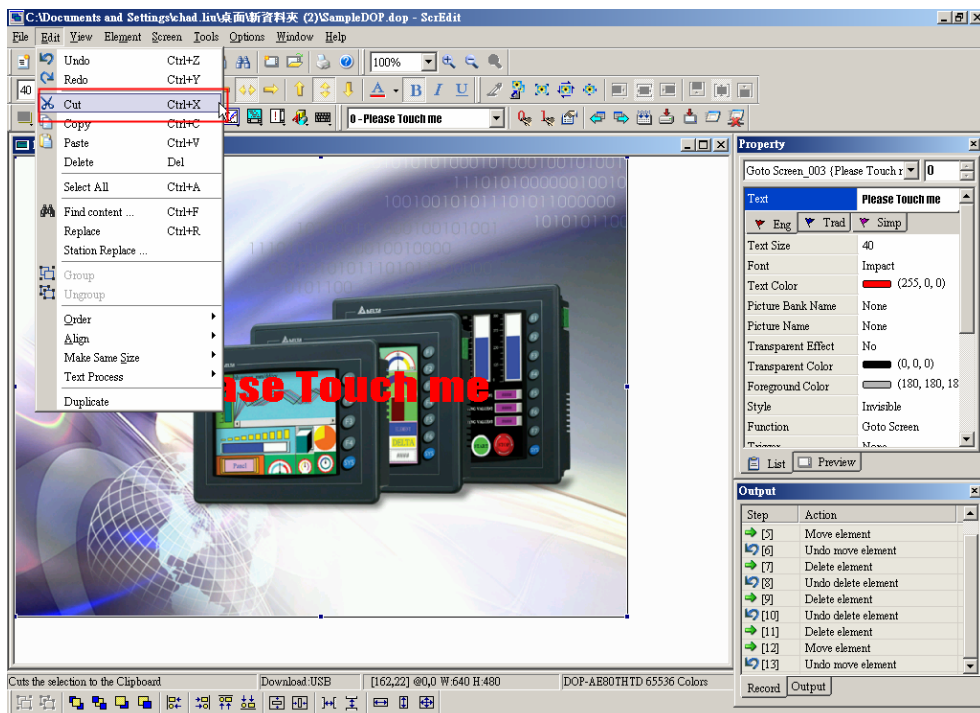 C:\Documents and Settings\chad.liu\桌面\新資料夾 (2)\SampleDOP.dop - ScrEdit
File Edit View Element Screen Tools Options Window Help
100%
40
A B I U
0 - Please Touch me
Undo Ctrl+Z
Redo Ctrl+Y
Cut Ctrl+X
Copy Ctrl+C
Paste Ctrl+V
Delete Del
Select All Ctrl+A
Find content ... Ctrl+F
Replace Ctrl+R
Station Replace ...
Group
Ungroup
Order
Align
Make Same Size
Text Process
Duplicate
ase Touch me
DELTA
####
START
Panel
SYS
Property
Goto Screen_003 {Please Touch r 0
Text Please Touch me
Eng Trad Simp
Text Size 40
Font Impact
Text Color (255, 0, 0)
Picture Bank Name None
Picture Name None
Transparent Effect No
Transparent Color (0, 0, 0)
Foreground Color (180, 180, 18
Style Invisible
Function Goto Screen
Trigger None
List Preview
Output
Step Action
[5] Move element
[6] Undo move element
[7] Delete element
[8] Undo delete element
[9] Delete element
[10] Undo delete element
[11] Delete element
[12] Move element
[13] Undo move element
Record Output
Cuts the selection to the Clipboard Download:USB [162,22] @0,0 W:640 H:480 DOP-AE80THTD 65536 Colors